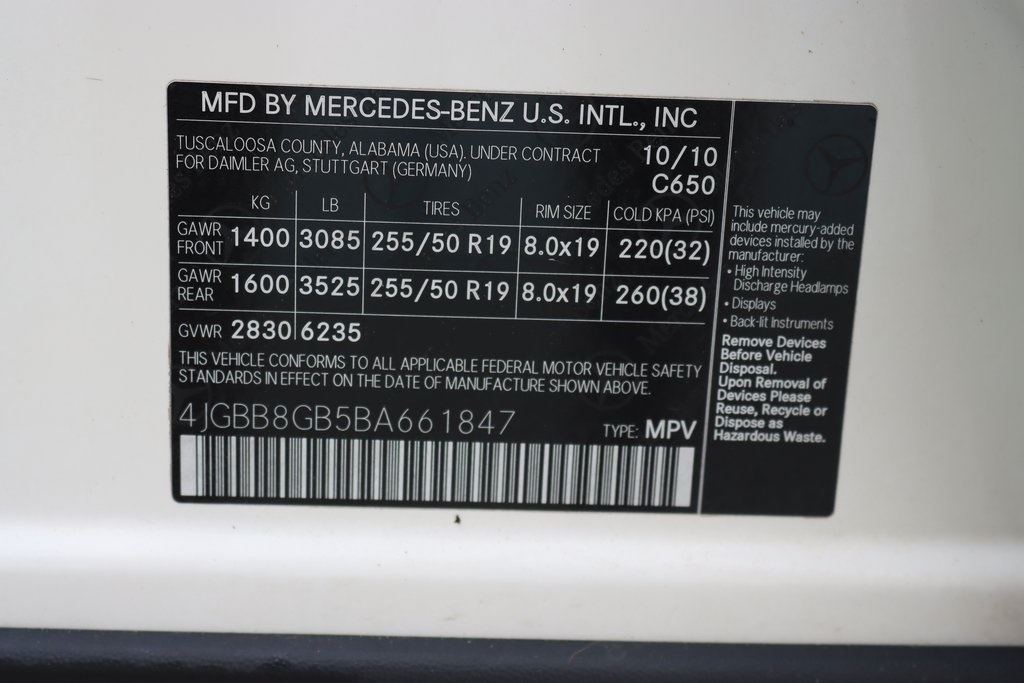 MFD BY MERCEDES-BENZ U.S. INTL., INC
TUSCALOOSA COUNTY, ALABAMA (USA). UNDER CONTRACT
FOR DAIMLER AG, STUTTGART (GERMANY)
10/10
C650
KG LB TIRES RIM SIZE COLD KPA (PSI)
GAWR FRONT 1400 3085 255/50 R19 8.0x19 220(32)
GAWR REAR 1600 3525 255/50 R19 8.0x19 260(38)
GVWR 2830 6235
THIS VEHICLE CONFORMS TO ALL APPLICABLE FEDERAL MOTOR VEHICLE SAFETY
STANDARDS IN EFFECT ON THE DATE OF MANUFACTURE SHOWN ABOVE.
4JGBB8GB5BA661847
TYPE: MPV
This vehicle may
include mercury-added
devices installed by the
manufacturer:
• High Intensity
Discharge Headlamps
• Displays
• Back-lit Instruments
Remove Devices
Before Vehicle
Disposal.
Upon Removal of
Devices Please
Reuse, Recycle or
Dispose as
Hazardous Waste.